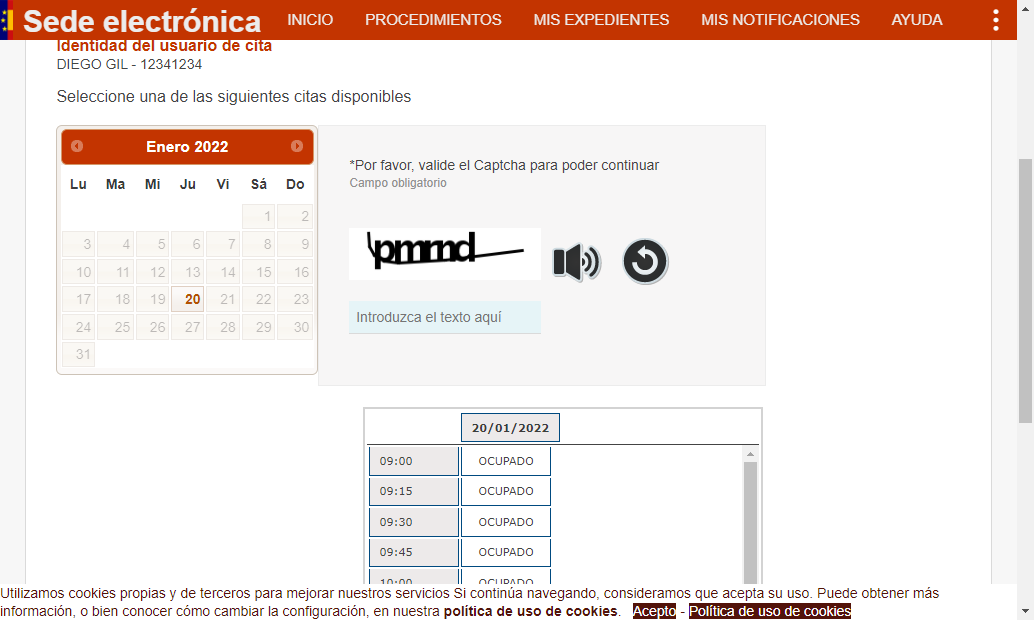 Sede electrónica INICIO PROCEDIMIENTOS MIS EXPEDIENTES MIS NOTIFICACIONES AYUDA
Identidad del usuario de cita
DIEGO GIL - 12341234
Seleccione una de las siguientes citas disponibles
Enero 2022
Lu Ma Mi Ju Vi Sá Do
1 2
3 4 5 6 7 8 9
10 11 12 13 14 15 16
17 18 19 20 21 22 23
24 25 26 27 28 29 30
31
*Por favor, valide el Captcha para poder continuar
Campo obligatorio
pmmd
Introduzca el texto aquí
20/01/2022
09:00 OCUPADO
09:15 OCUPADO
09:30 OCUPADO
09:45 OCUPADO
10:00 OCUPADO
Utilizamos cookies propias y de terceros para mejorar nuestros servicios Si continúa navegando, consideramos que acepta su uso. Puede obtener más
información, o bien conocer cómo cambiar la configuración, en nuestra política de uso de cookies. Acepto - Política de uso de cookies